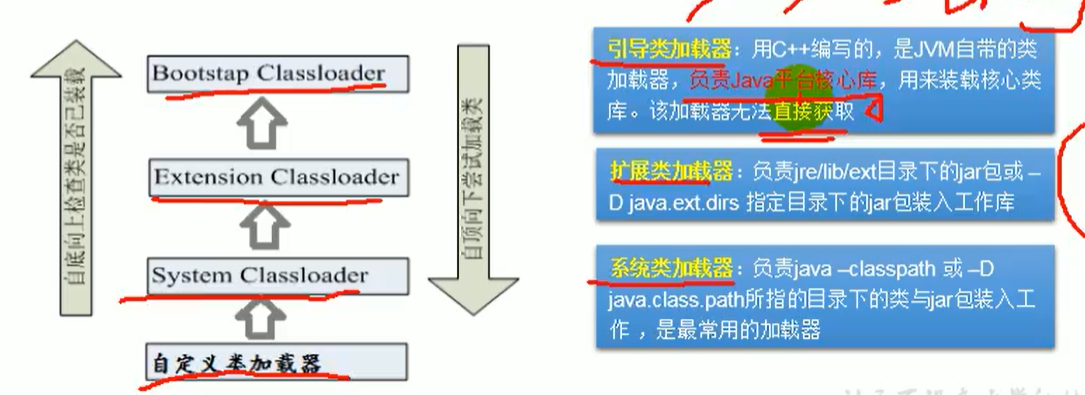 自底向上检查类是否已装载
Bootstap Classloader
Extension Classloader
System Classloader
自定义类加载器
自顶向下尝试加载类
引导类加载器：用C++编写的，是JVM自带的类
加载器，负责Java平台核心库，用来装载核心类
库。该加载器无法直接获取
扩展类加载器：负责jre/lib/ext目录下的jar包或 –
D java.ext.dirs 指定目录下的jar包装入工作库
系统类加载器：负责java –classpath 或 –D
java.class.path所指的目录下的类与jar包装入工
作 ，是最常用的加载器